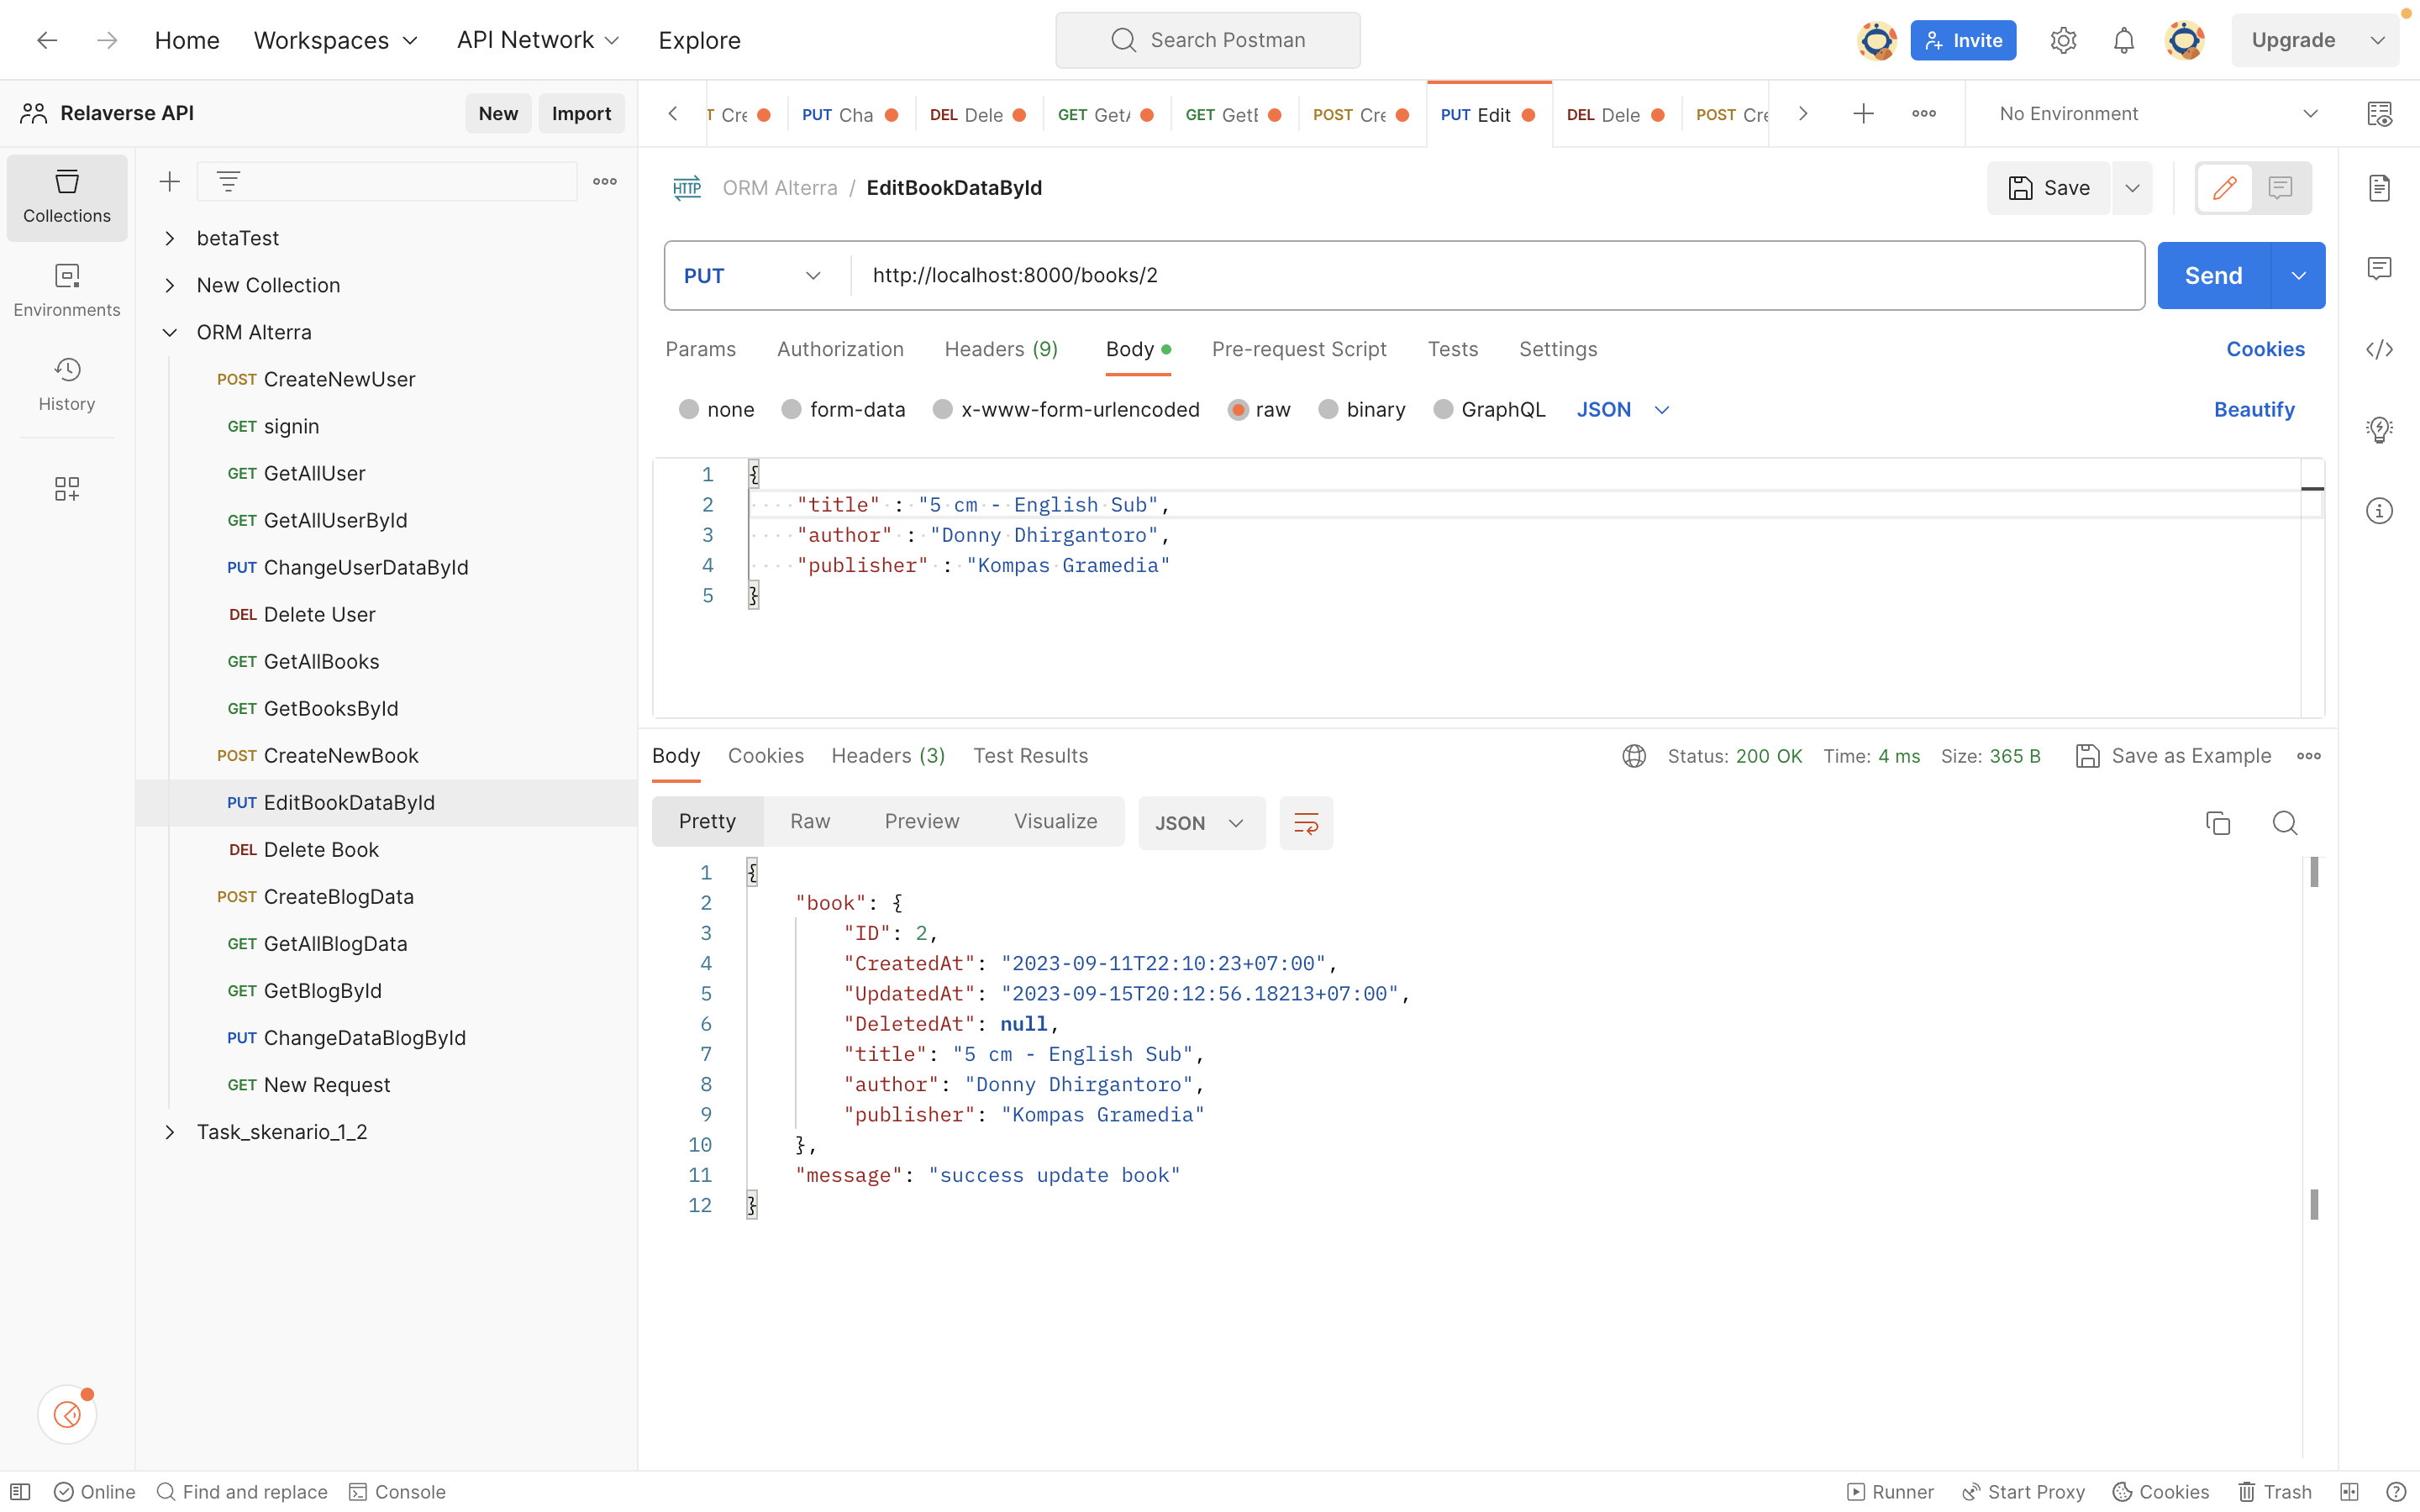 Home Workspaces API Network Explore Search Postman Invite Upgrade
Relaverse API New Import
Cre PUT Cha DEL Dele GET GetA GET GetB POST Cre PUT Edit DEL Dele POST Cre No Environment
Collections
Environments
History
betaTest
New Collection
ORM Alterra
POST CreateNewUser
GET signin
GET GetAllUser
GET GetAllUserById
PUT ChangeUserDataById
DEL Delete User
GET GetAllBooks
GET GetBooksById
POST CreateNewBook
PUT EditBookDataById
DEL Delete Book
POST CreateBlogData
GET GetAllBlogData
GET GetBlogById
PUT ChangeDataBlogById
GET New Request
Task_skenario_1_2
HTTP ORM Alterra / EditBookDataById Save
PUT http://localhost:8000/books/2 Send
Params Authorization Headers (9) Body Pre-request Script Tests Settings Cookies
none form-data x-www-form-urlencoded raw binary GraphQL JSON Beautify
1 {
2 "title" : "5 cm - English Sub",
3 "author" : "Donny Dhirgantoro",
4 "publisher" : "Kompas Gramedia"
5 }
Body Cookies Headers (3) Test Results Status: 200 OK Time: 4 ms Size: 365 B Save as Example
Pretty Raw Preview Visualize JSON
1 {
2 "book": {
3 "ID": 2,
4 "CreatedAt": "2023-09-11T22:10:23+07:00",
5 "UpdatedAt": "2023-09-15T20:12:56.18213+07:00",
6 "DeletedAt": null,
7 "title": "5 cm - English Sub",
8 "author": "Donny Dhirgantoro",
9 "publisher": "Kompas Gramedia"
10 },
11 "message": "success update book"
12 }
Online Find and replace Console Runner Start Proxy Cookies Trash